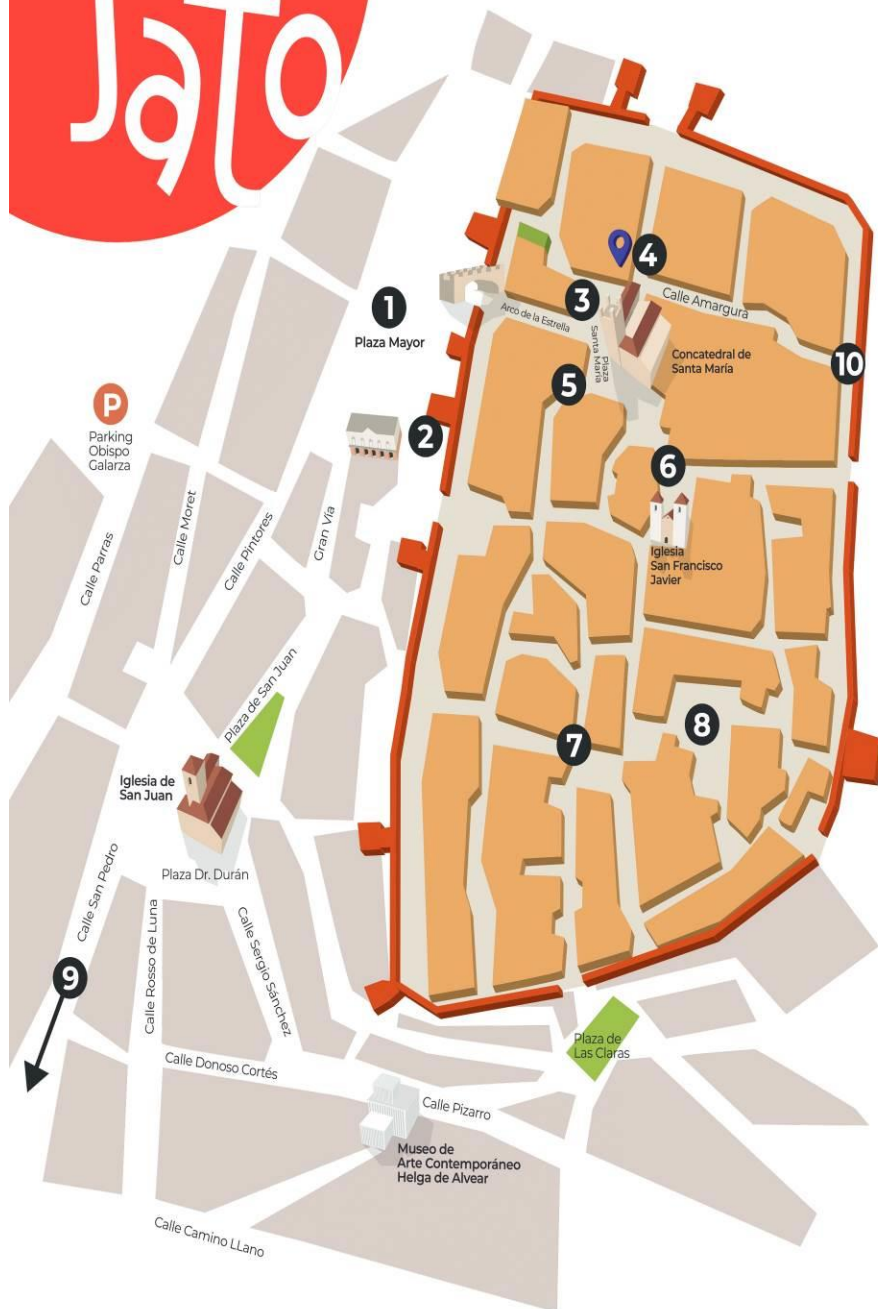 Jato
1
Plaza Mayor
2
3
4
Arco de la Estrella
Plaza
Santa María
Calle Amargura
Concatedral de
Santa María
5
10
P
Parking
Obispo
Galarza
6
Iglesia
San Francisco
Javier
Calle Parras
Calle Moret
Calle Pintores
Gran Vía
Plaza de San Juan
7
8
Iglesia de
San Juan
Plaza Dr. Durán
Calle San Pedro
Calle Rosso de Luna
Calle Sergio Sánchez
9
Calle Donoso Cortés
Plaza de
Las Claras
Calle Pizarro
Museo de
Arte Contemporáneo
Helga de Alvear
Calle Camino LLano